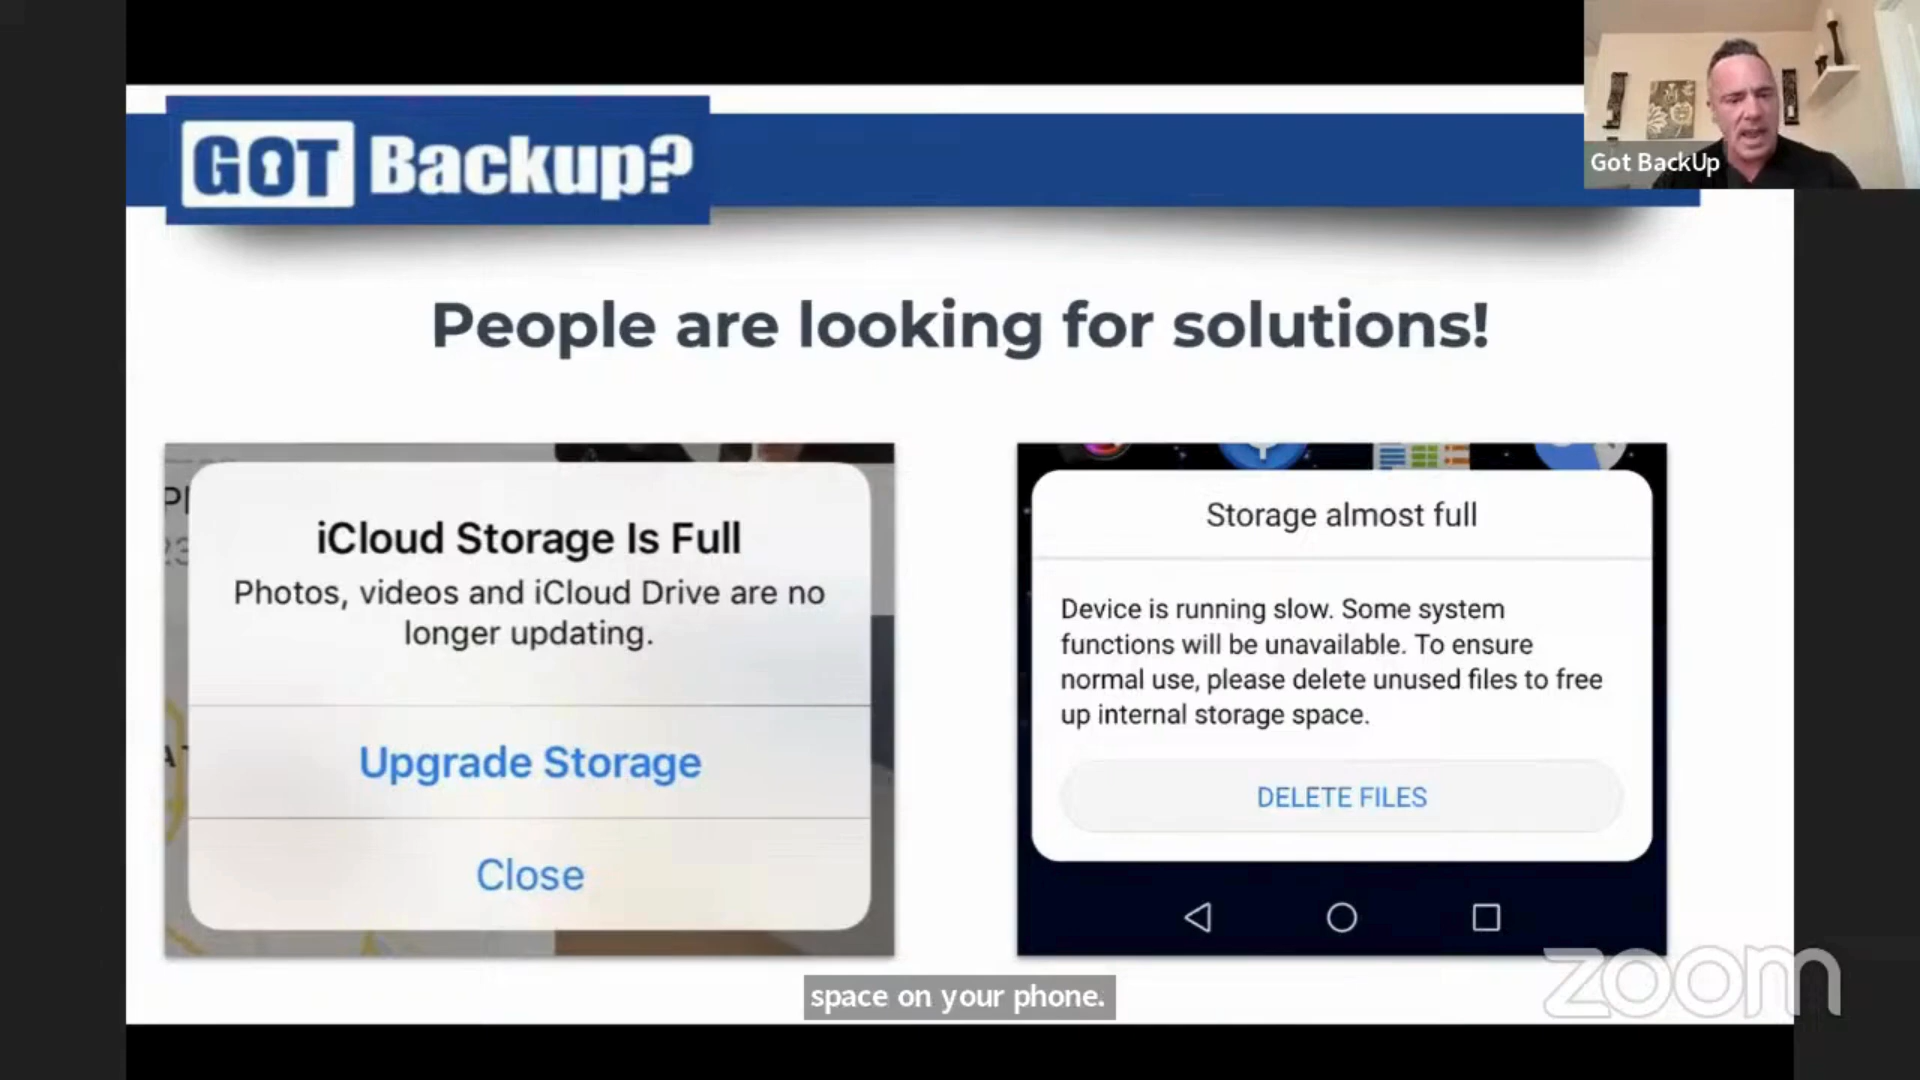 GOT Backup?
Got BackUp
People are looking for solutions!
iCloud Storage Is Full
Photos, videos and iCloud Drive are no
longer updating.
Upgrade Storage
Close
Storage almost full
Device is running slow. Some system
functions will be unavailable. To ensure
normal use, please delete unused files to free
up internal storage space.
DELETE FILES
space on your phone.
zoom